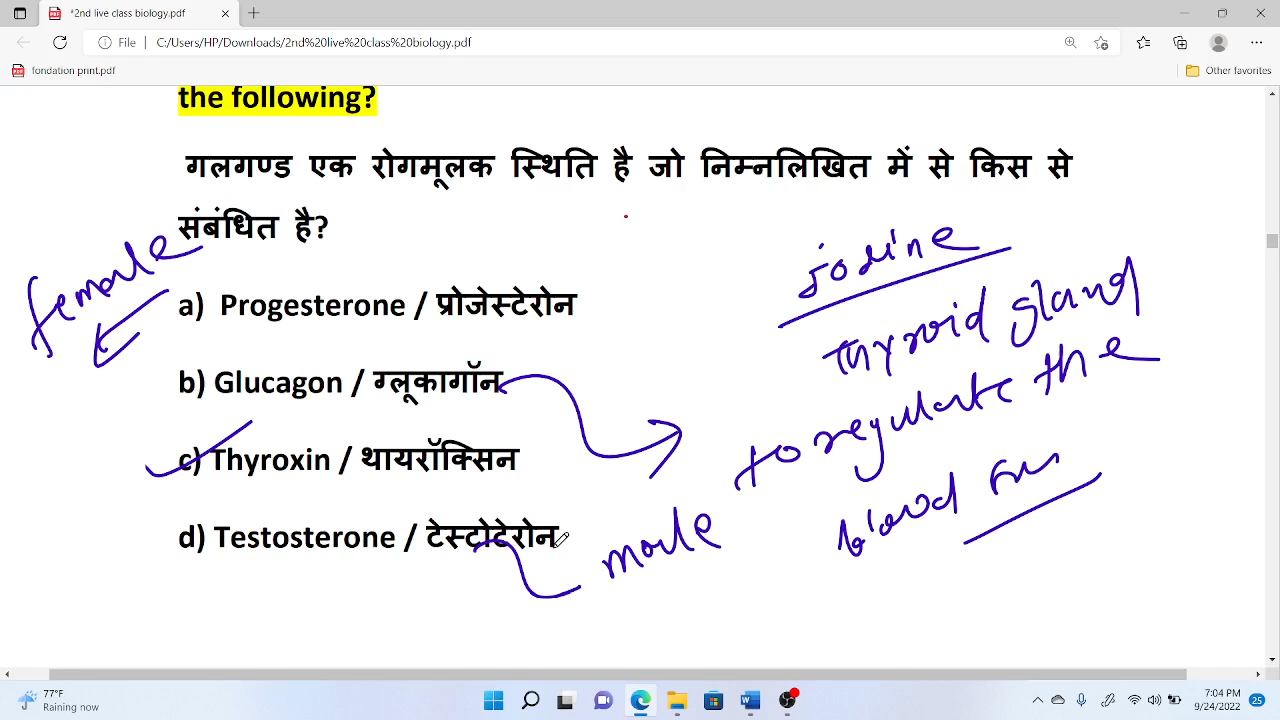 *2nd live class biology.pdf
File
C:/Users/HP/Downloads/2nd%20live%20class%20biology.pdf
fondation print.pdf
Other favorites
the following?
गलगण्ड एक रोगमूलक स्थिति है जो निम्नलिखित में से किस से
संबंधित है?
female
iodine
a) Progesterone / प्रोजेस्टेरोन
thyroid gland
b) Glucagon / ग्लूकागॉन
to regulate the
c) Thyroxin / थायरॉक्सिन
blood
d) Testosterone / टेस्टोटेरोन
male
77°F
Raining now
7:04 PM
9/24/2022
25